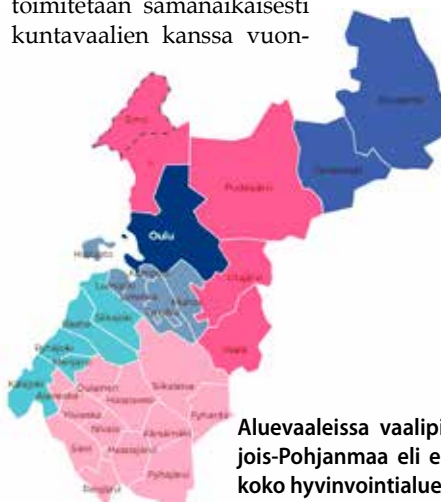 toimitetaan samanaikaisesti
kuntavaalien kanssa vuon-
Simo
Ii
Pudasjärvi
Kuusamo
Taivalkoski
Oulu
Hailuoto
Kempele
Lumijoki
Liminka
Tyrnävä
Muhos
Utajärvi
Vaala
Siikajoki
Raahe
Pyhäjoki
Merijärvi
Kalajoki
Alavieska
Oulainen
Haapavesi
Siikalatva
Pyhäntä
Ylivieska
Nivala
Kärsämäki
Sievi
Haapajärvi
Pyhäjärvi
Reisjärvi
Aluevaaleissa vaalipi
jois-Pohjanmaa eli e
koko hyvinvointialue